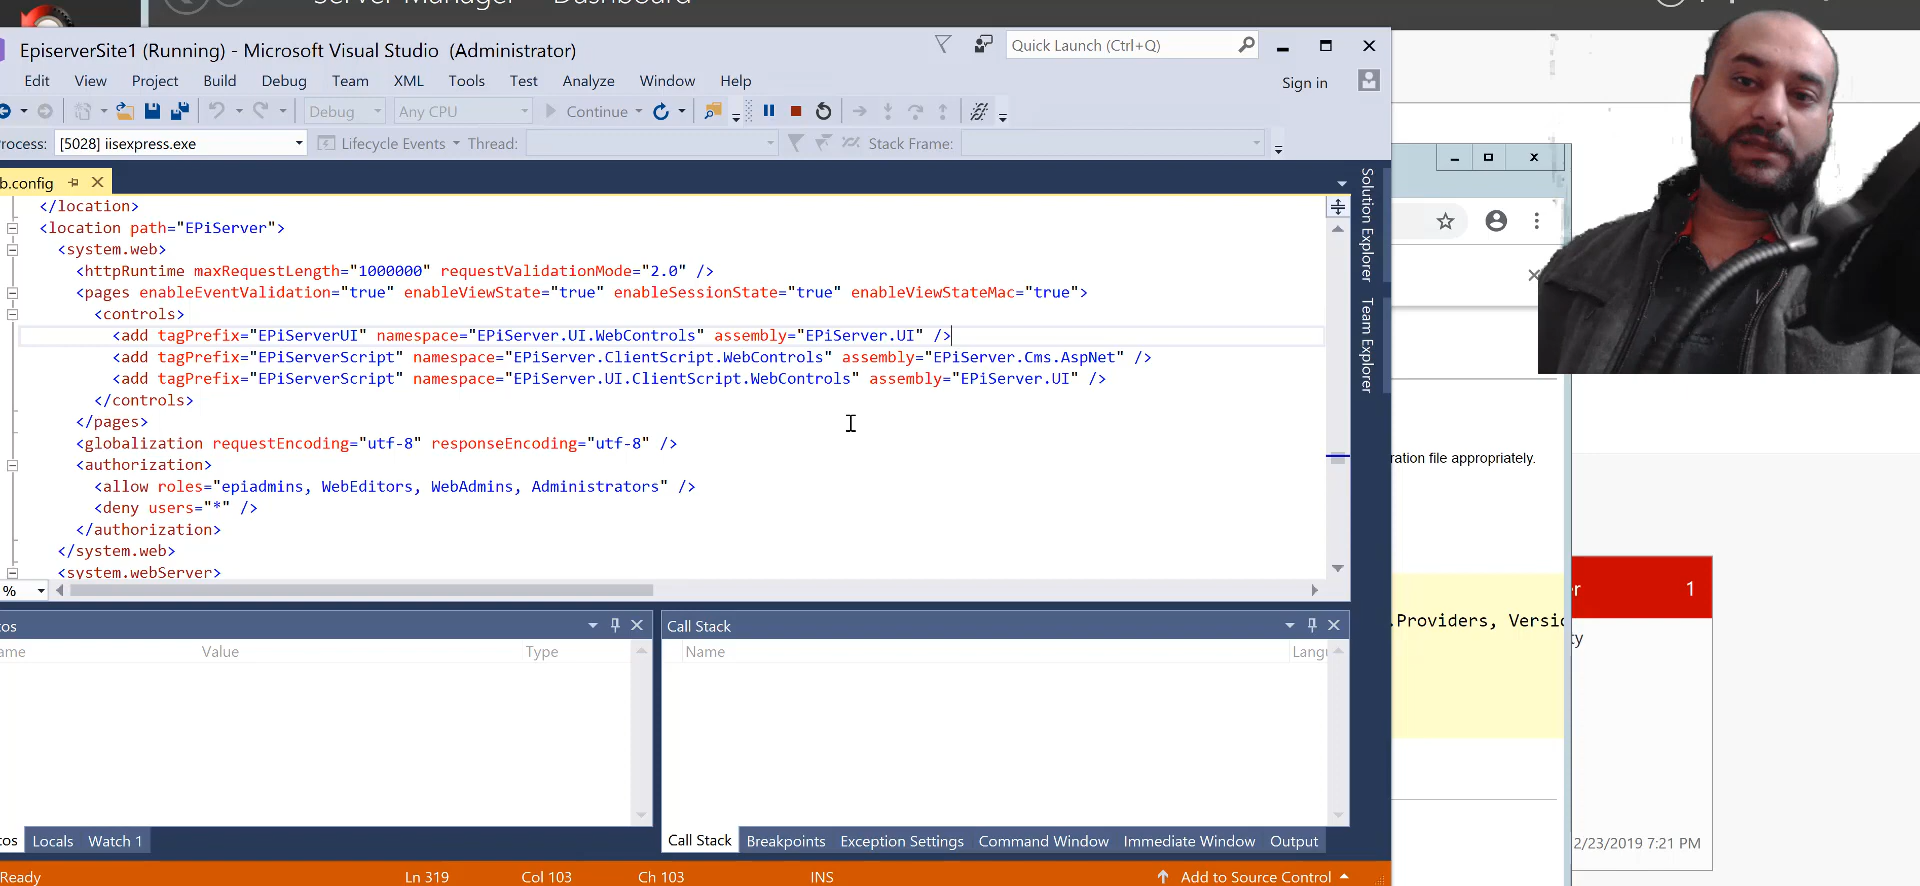 Server Manager Dashboard
EpiserverSite1 (Running) - Microsoft Visual Studio (Administrator)
Quick Launch (Ctrl+Q)
Edit View Project Build Debug Team XML Tools Test Analyze Window Help
Sign in
Debug Any CPU Continue
ocess: [5028] iisexpress.exe Lifecycle Events Thread: Stack Frame:
b.config
Solution Explorer
Team Explorer
</location>
<location path="EPiServer">
<system.web>
<httpRuntime maxRequestLength="1000000" requestValidationMode="2.0" />
<pages enableEventValidation="true" enableViewState="true" enableSessionState="true" enableViewStateMac="true">
<controls>
<add tagPrefix="EPiServerUI" namespace="EPiServer.UI.WebControls" assembly="EPiServer.UI" />
<add tagPrefix="EPiServerScript" namespace="EPiServer.ClientScript.WebControls" assembly="EPiServer.Cms.AspNet" />
<add tagPrefix="EPiServerScript" namespace="EPiServer.UI.ClientScript.WebControls" assembly="EPiServer.UI" />
</controls>
</pages>
<globalization requestEncoding="utf-8" responseEncoding="utf-8" />
<authorization>
<allow roles="epiadmins, WebEditors, WebAdmins, Administrators" />
<deny users="*" />
</authorization>
</system.web>
<system.webServer>
%
ration file appropriately.
r 1
.Providers, Versio
ty
2/23/2019 7:21 PM
os
ame Value Type
Call Stack
Name Langu
os Locals Watch 1
Call Stack Breakpoints Exception Settings Command Window Immediate Window Output
Ready Ln 319 Col 103 Ch 103 INS Add to Source Control